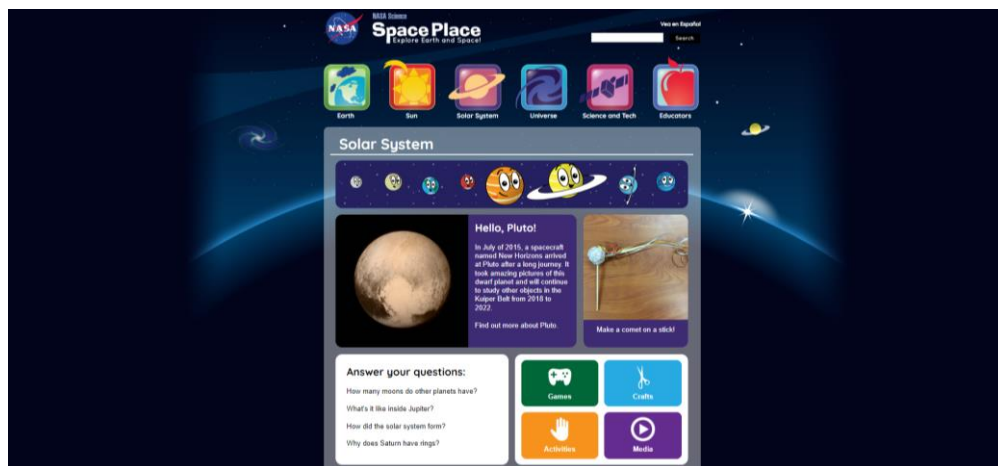 NASA
NASA Science
Space Place
Explore Earth and Space!
Vea en Español
Search
Earth
Sun
Solar System
Universe
Science and Tech
Educators
Solar System
Hello, Pluto!
In July of 2015, a spacecraft
named New Horizons arrived
at Pluto after a long journey. It
took amazing pictures of this
dwarf planet and will continue
to study other objects in the
Kuiper Belt from 2018 to
2022.
Find out more about Pluto.
Make a comet on a stick!
Answer your questions:
How many moons do other planets have?
What's it like inside Jupiter?
How did the solar system form?
Why does Saturn have rings?
Games
Crafts
Activities
Media